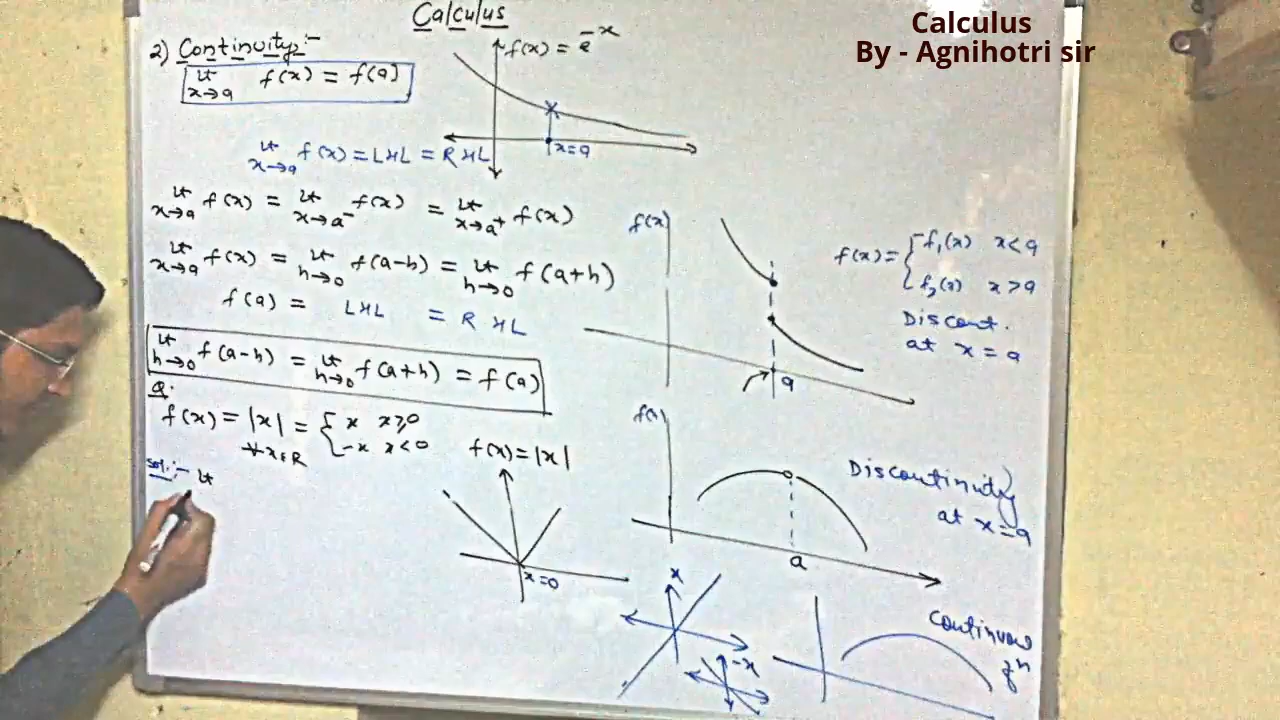 Calculus
Calculus
By - Agnihotri sir
2) Continuity:-
lt x→a f(x) = f(a)
f(x) = e^-x
x=a
lt x→a f(x) = LHL = RHL
lt x→a f(x) = lt x→a⁻ f(x) = lt x→a⁺ f(x)
lt x→a f(x) = lt h→0 f(a-h) = lt h→0 f(a+h)
f(a) = LHL = RHL
lt h→0 f(a-h) = lt h→0 f(a+h) = f(a)
Q.
f(x) = |x| = { x x≥0
-x x<0
∀ x∈R
f(x) = |x|
Sol:- lt
x=0
f(x)
f(x) = { f₁(x) x<a
f₂(x) x>a
Discont.
at x = a
a
f(x)
Discontinuity
at x = a
a
x
-x
Continuous
fⁿ